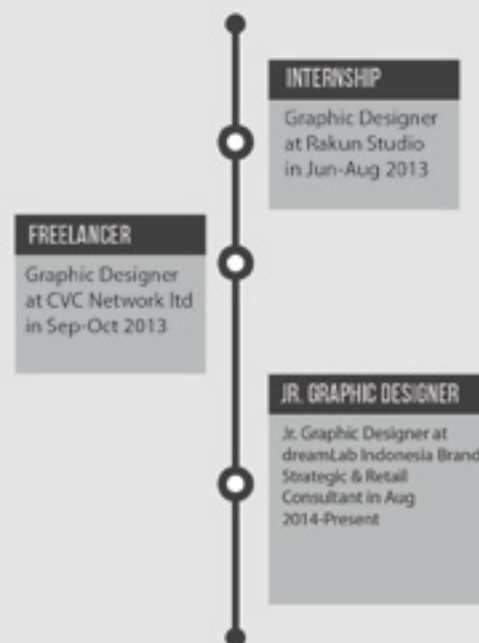 INTERNSHIP
Graphic Designer
at Rakun Studio
in Jun-Aug 2013
FREELANCER
Graphic Designer
at CVC Network ltd
in Sep-Oct 2013
JR. GRAPHIC DESIGNER
Jr. Graphic Designer at
dreamLab Indonesia Brand
Strategic & Retail
Consultant in Aug
2014-Present